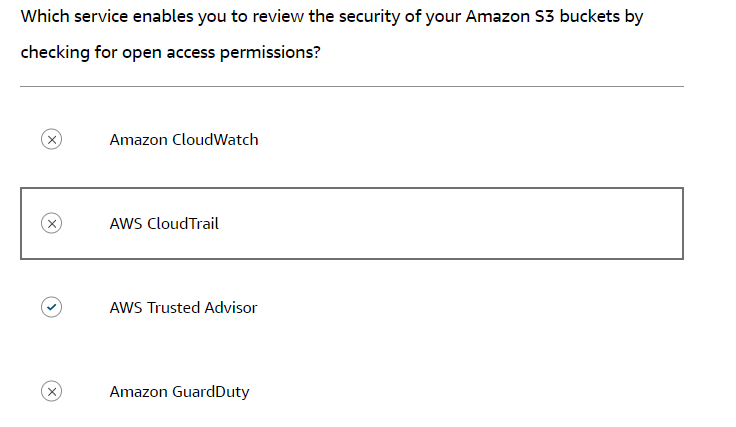 Which service enables you to review the security of your Amazon S3 buckets by
checking for open access permissions?
Amazon CloudWatch
AWS CloudTrail
AWS Trusted Advisor
Amazon GuardDuty